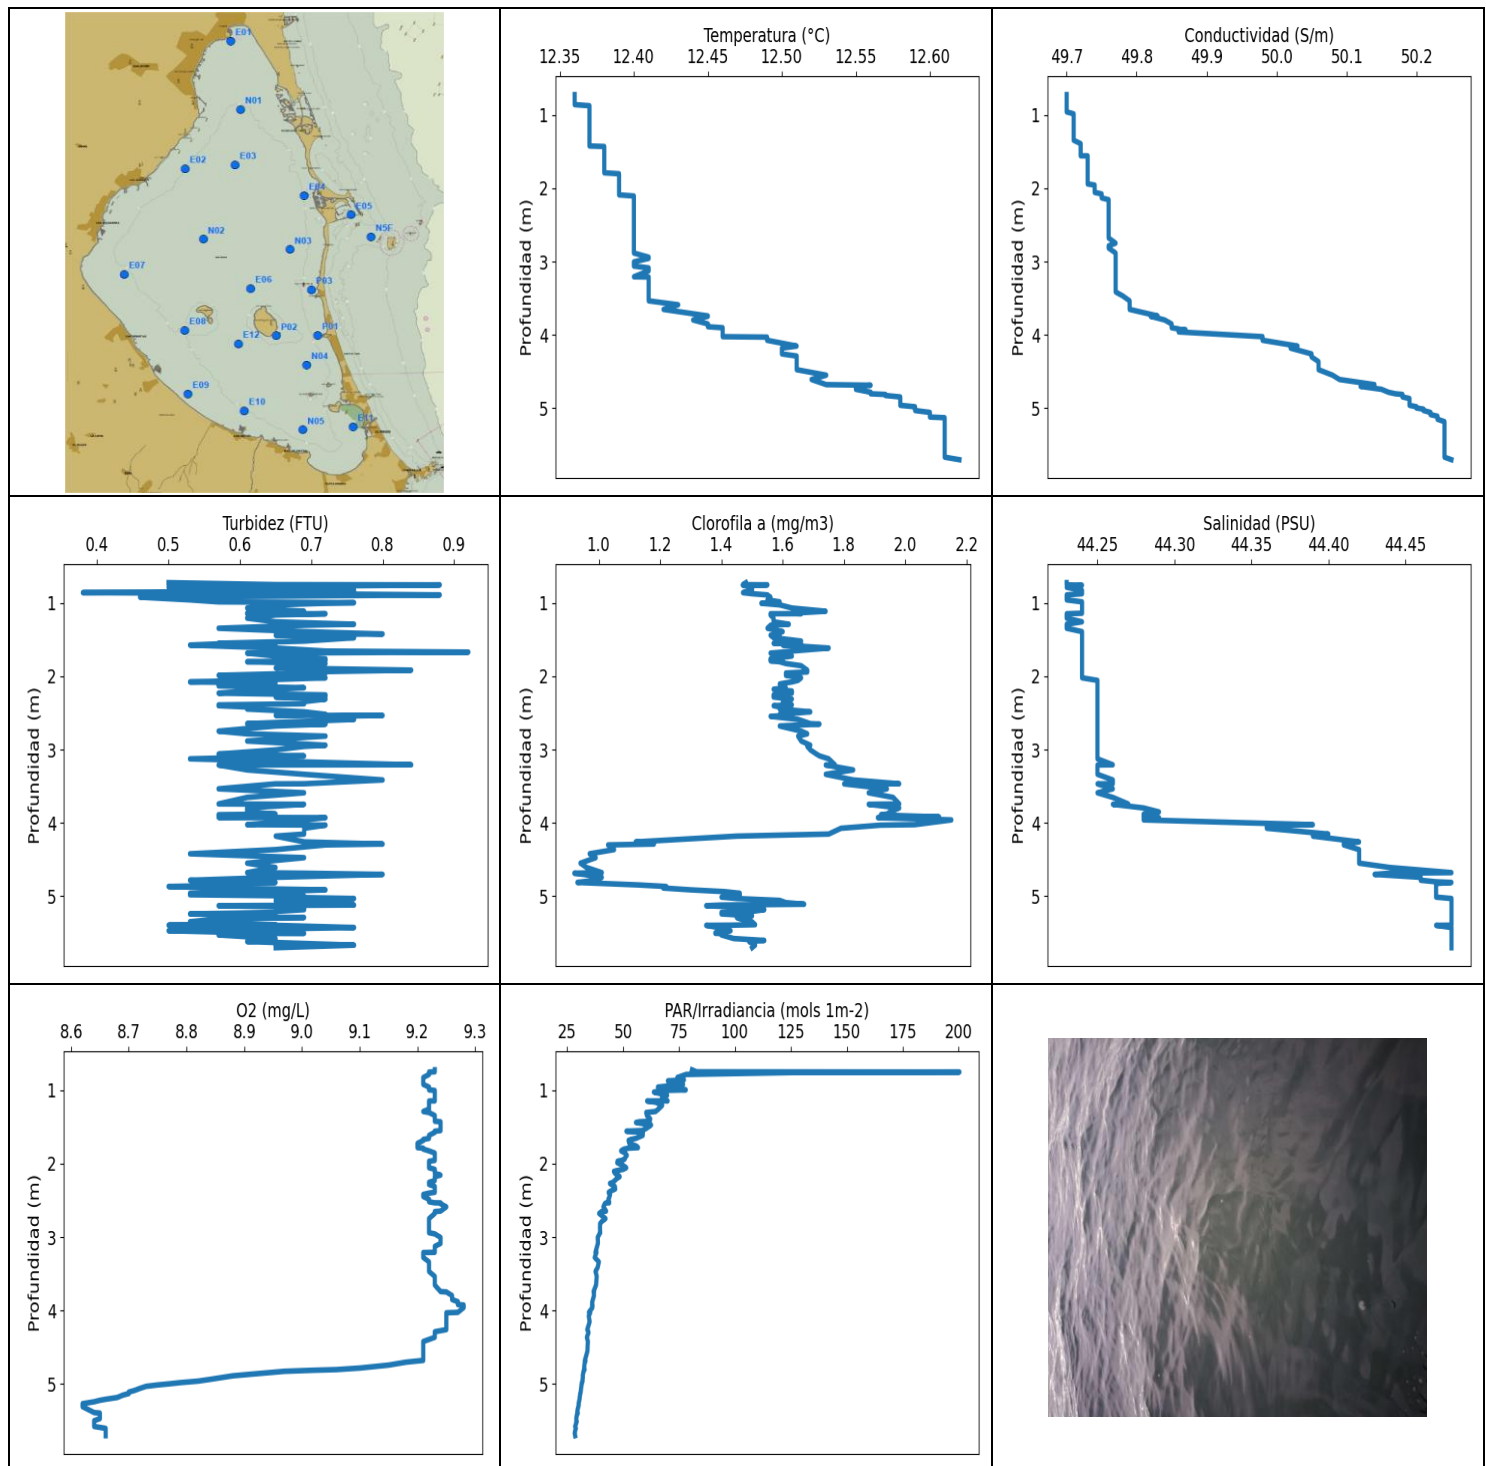 E01
N01
E02
E03
E04
E05
N5F
N02
N03
E07
E06
P03
E08
E12
P02
P01
N04
E09
E10
N05
E11
Temperatura (°C)
12.35 12.40 12.45 12.50 12.55 12.60
Profundidad (m)
1
2
3
4
5
Conductividad (S/m)
49.7 49.8 49.9 50.0 50.1 50.2
Profundidad (m)
1
2
3
4
5
Turbidez (FTU)
0.4 0.5 0.6 0.7 0.8 0.9
Profundidad (m)
1
2
3
4
5
Clorofila a (mg/m3)
1.0 1.2 1.4 1.6 1.8 2.0 2.2
Profundidad (m)
1
2
3
4
5
Salinidad (PSU)
44.25 44.30 44.35 44.40 44.45
Profundidad (m)
1
2
3
4
5
O2 (mg/L)
8.6 8.7 8.8 8.9 9.0 9.1 9.2 9.3
Profundidad (m)
1
2
3
4
5
PAR/Irradiancia (mols 1m-2)
25 50 75 100 125 150 175 200
Profundidad (m)
1
2
3
4
5